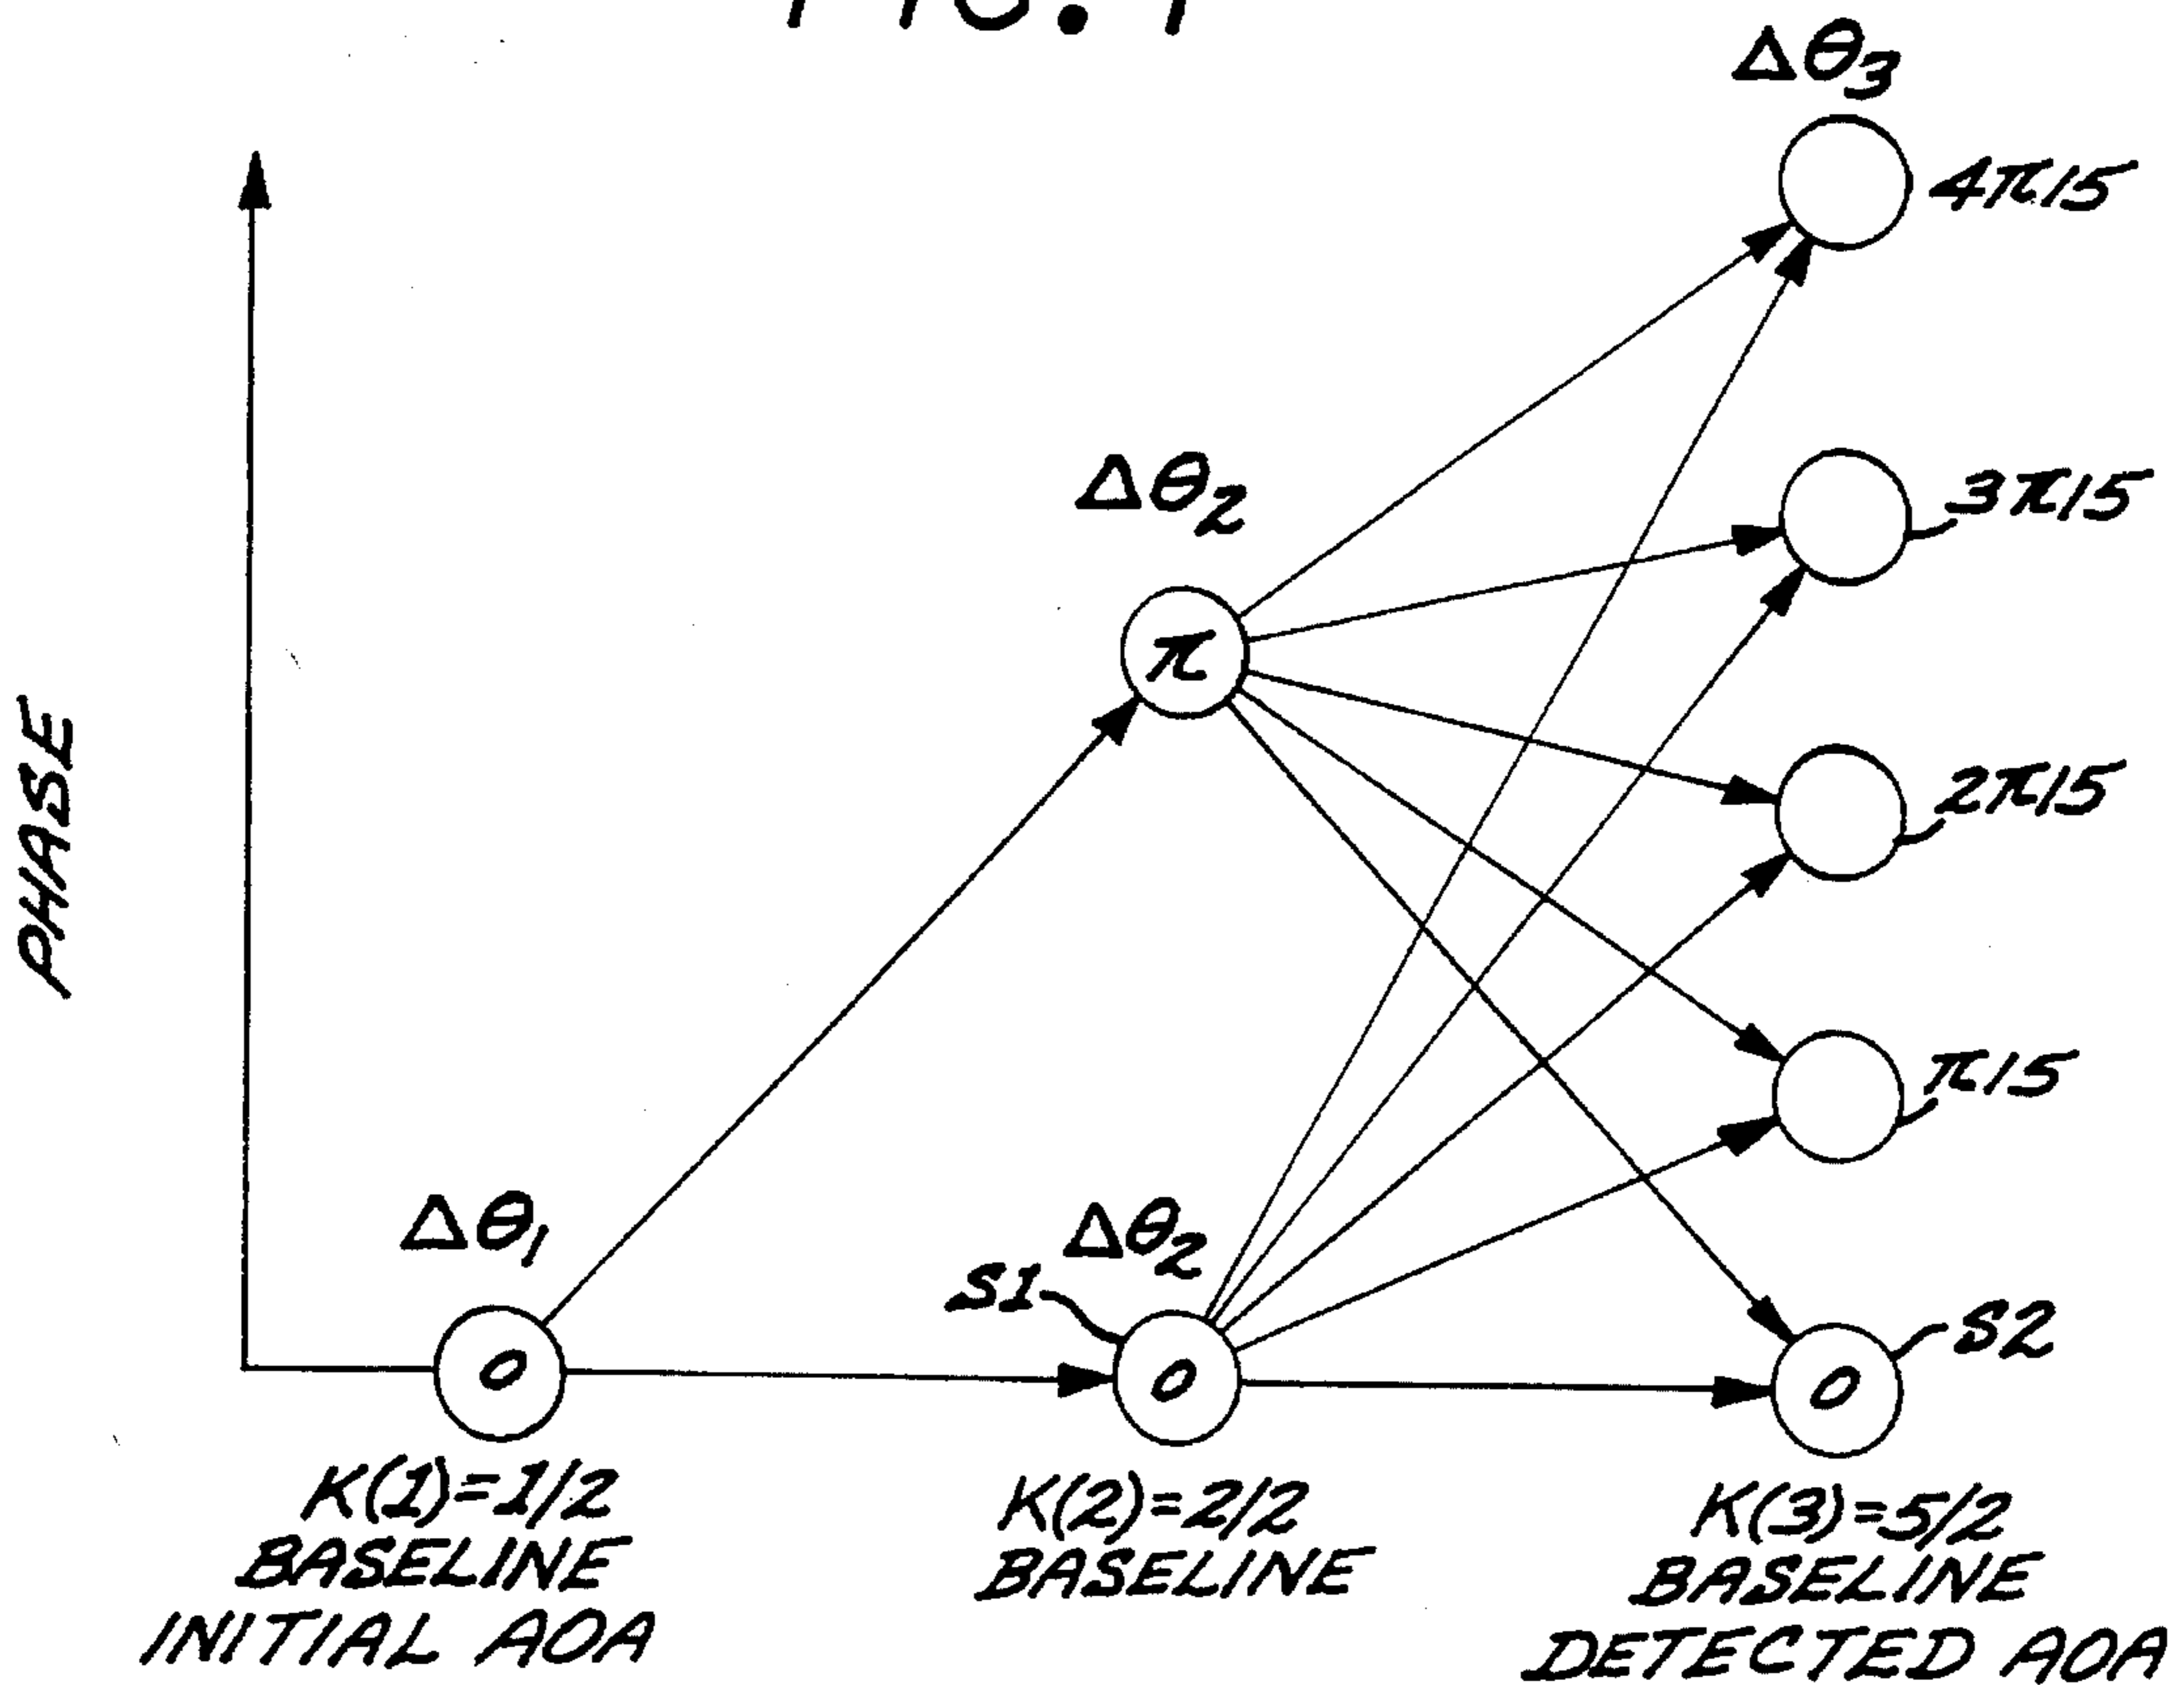 FIG.
Δθ3
4π/5
3π/5
Δθ2
π
2π/5
PHASE
π/5
Δθ1
Δθ2
S1
S2
0
0
0
K(1)=1/2
BASELINE
INITIAL AOA
K(2)=2/2
BASELINE
K(3)=5/2
BASELINE
DETECTED AOA